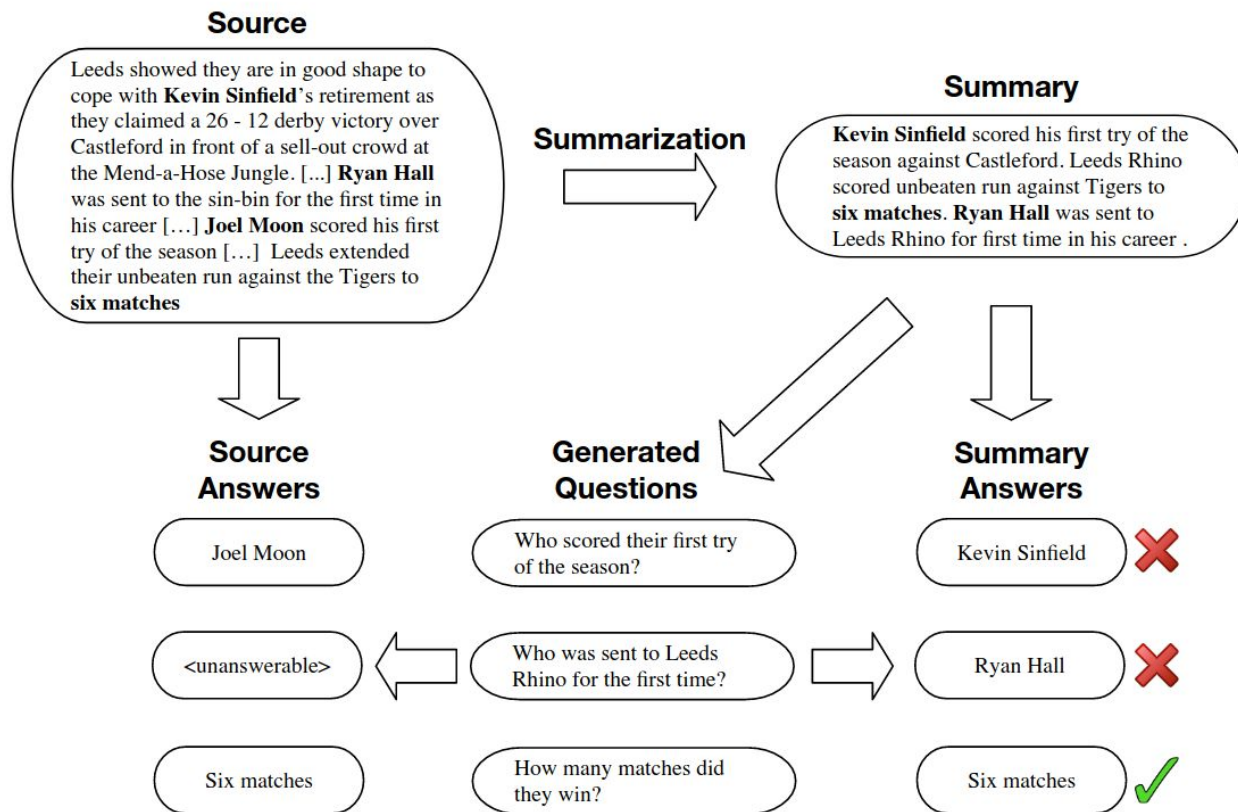 Source
Leeds showed they are in good shape to
cope with Kevin Sinfield's retirement as
they claimed a 26 - 12 derby victory over
Castleford in front of a sell-out crowd at
the Mend-a-Hose Jungle. [...] Ryan Hall
was sent to the sin-bin for the first time in
his career […] Joel Moon scored his first
try of the season […] Leeds extended
their unbeaten run against the Tigers to
six matches
Summarization
Summary
Kevin Sinfield scored his first try of the
season against Castleford. Leeds Rhino
scored unbeaten run against Tigers to
six matches. Ryan Hall was sent to
Leeds Rhino for first time in his career .
Source
Answers
Generated
Questions
Summary
Answers
Joel Moon
Who scored their first try
of the season?
Kevin Sinfield
<unanswerable>
Who was sent to Leeds
Rhino for the first time?
Ryan Hall
Six matches
How many matches did
they win?
Six matches